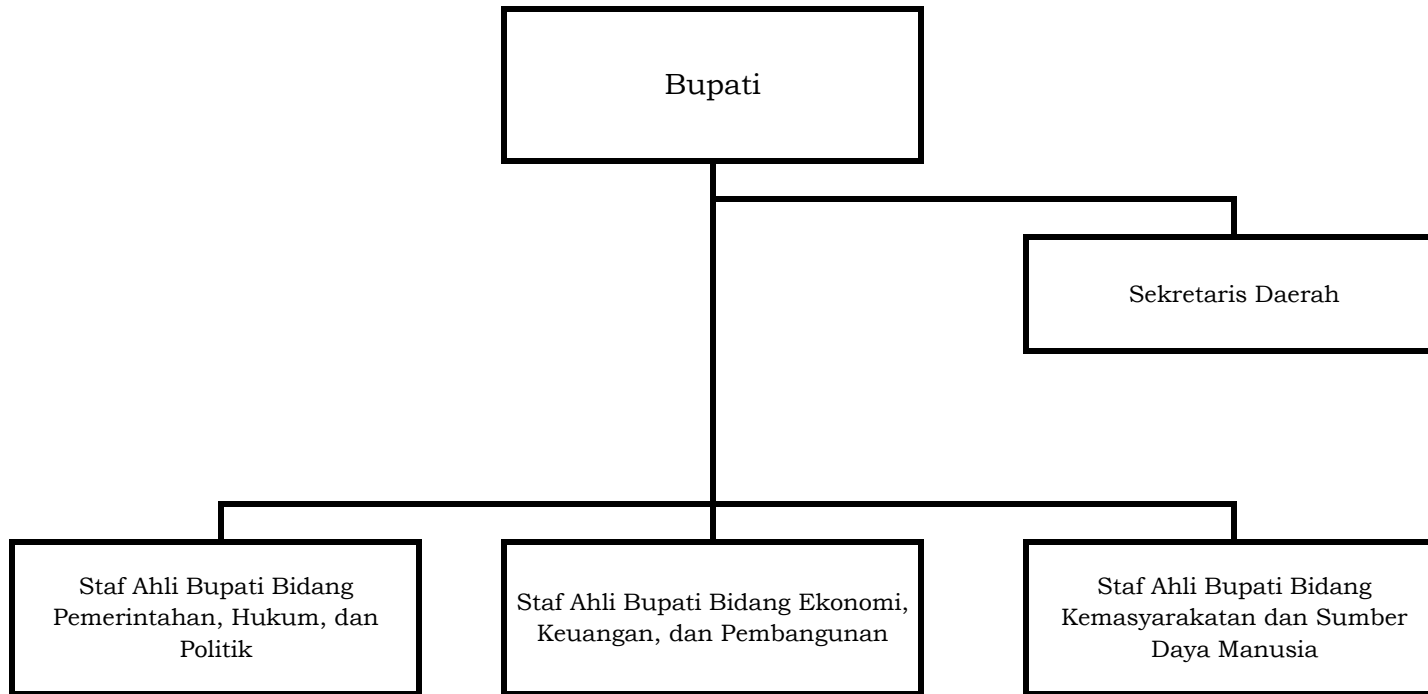 Bupati
Sekretaris Daerah
Staf Ahli Bupati Bidang
Pemerintahan, Hukum, dan
Politik
Staf Ahli Bupati Bidang Ekonomi,
Keuangan, dan Pembangunan
Staf Ahli Bupati Bidang
Kemasyarakatan dan Sumber
Daya Manusia